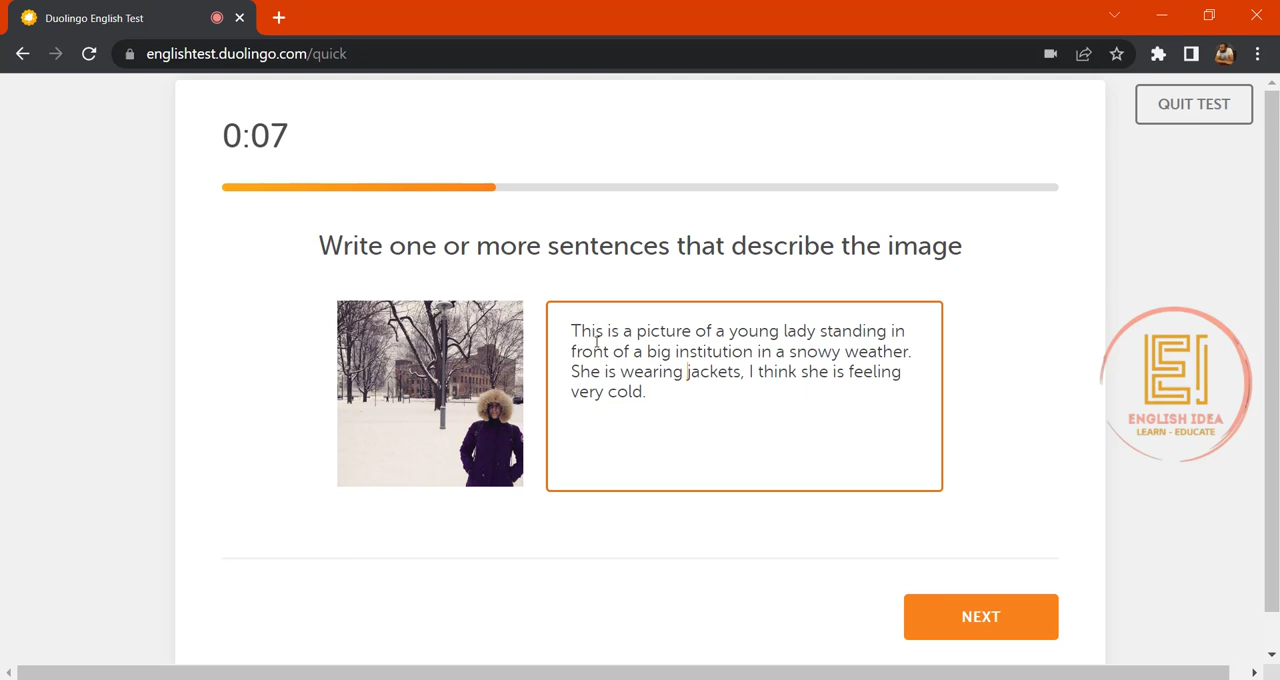 Duolingo English Test
englishtest.duolingo.com/quick
QUIT TEST
0:07
Write one or more sentences that describe the image
This is a picture of a young lady standing in
front of a big institution in a snowy weather.
She is wearing jackets, I think she is feeling
very cold.
ENGLISH IDEA
LEARN - EDUCATE
NEXT